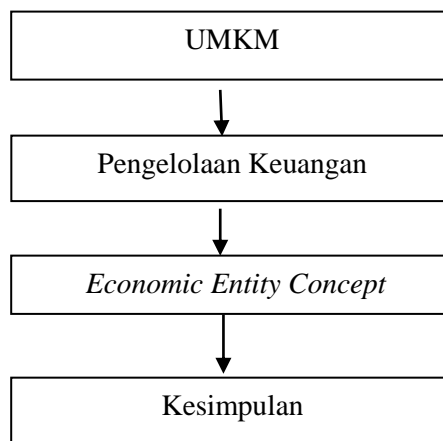 UMKM
Pengelolaan Keuangan
Economic Entity Concept
Kesimpulan